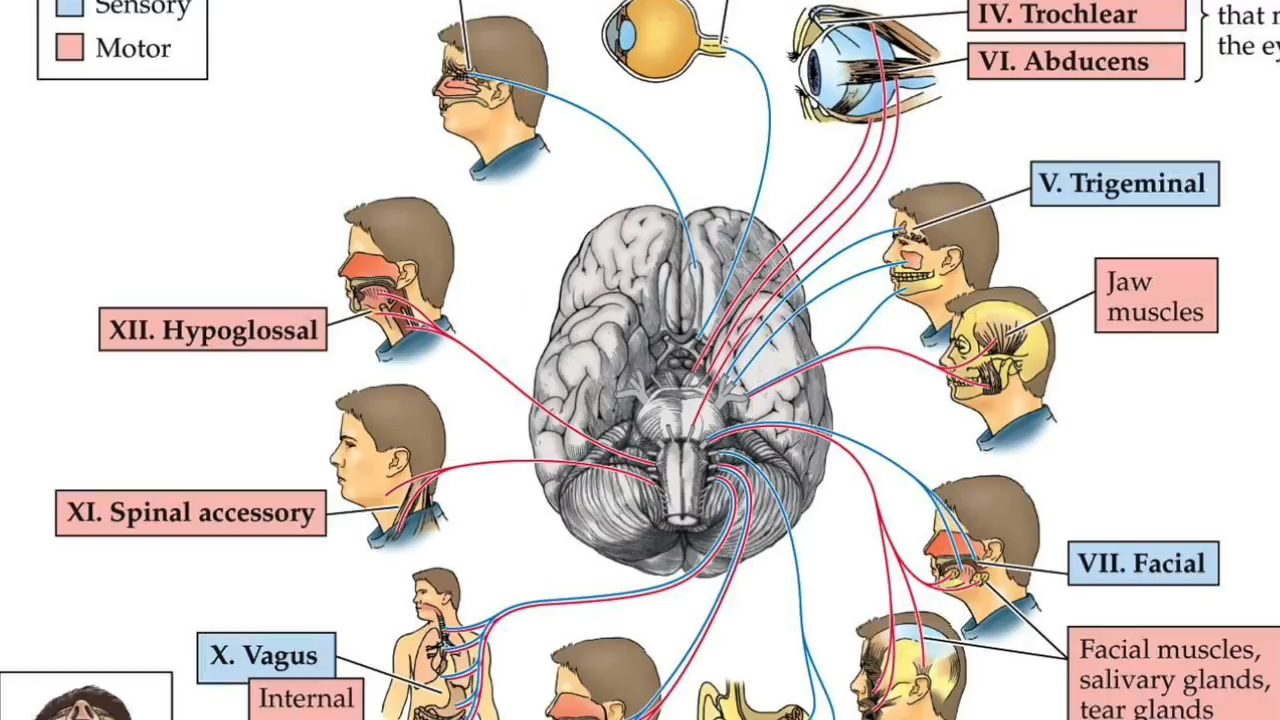 Sensory
Motor
IV. Trochlear
VI. Abducens
that
the
V. Trigeminal
Jaw
muscles
XII. Hypoglossal
XI. Spinal accessory
VII. Facial
X. Vagus
Internal
Facial muscles,
salivary glands,
tear glands